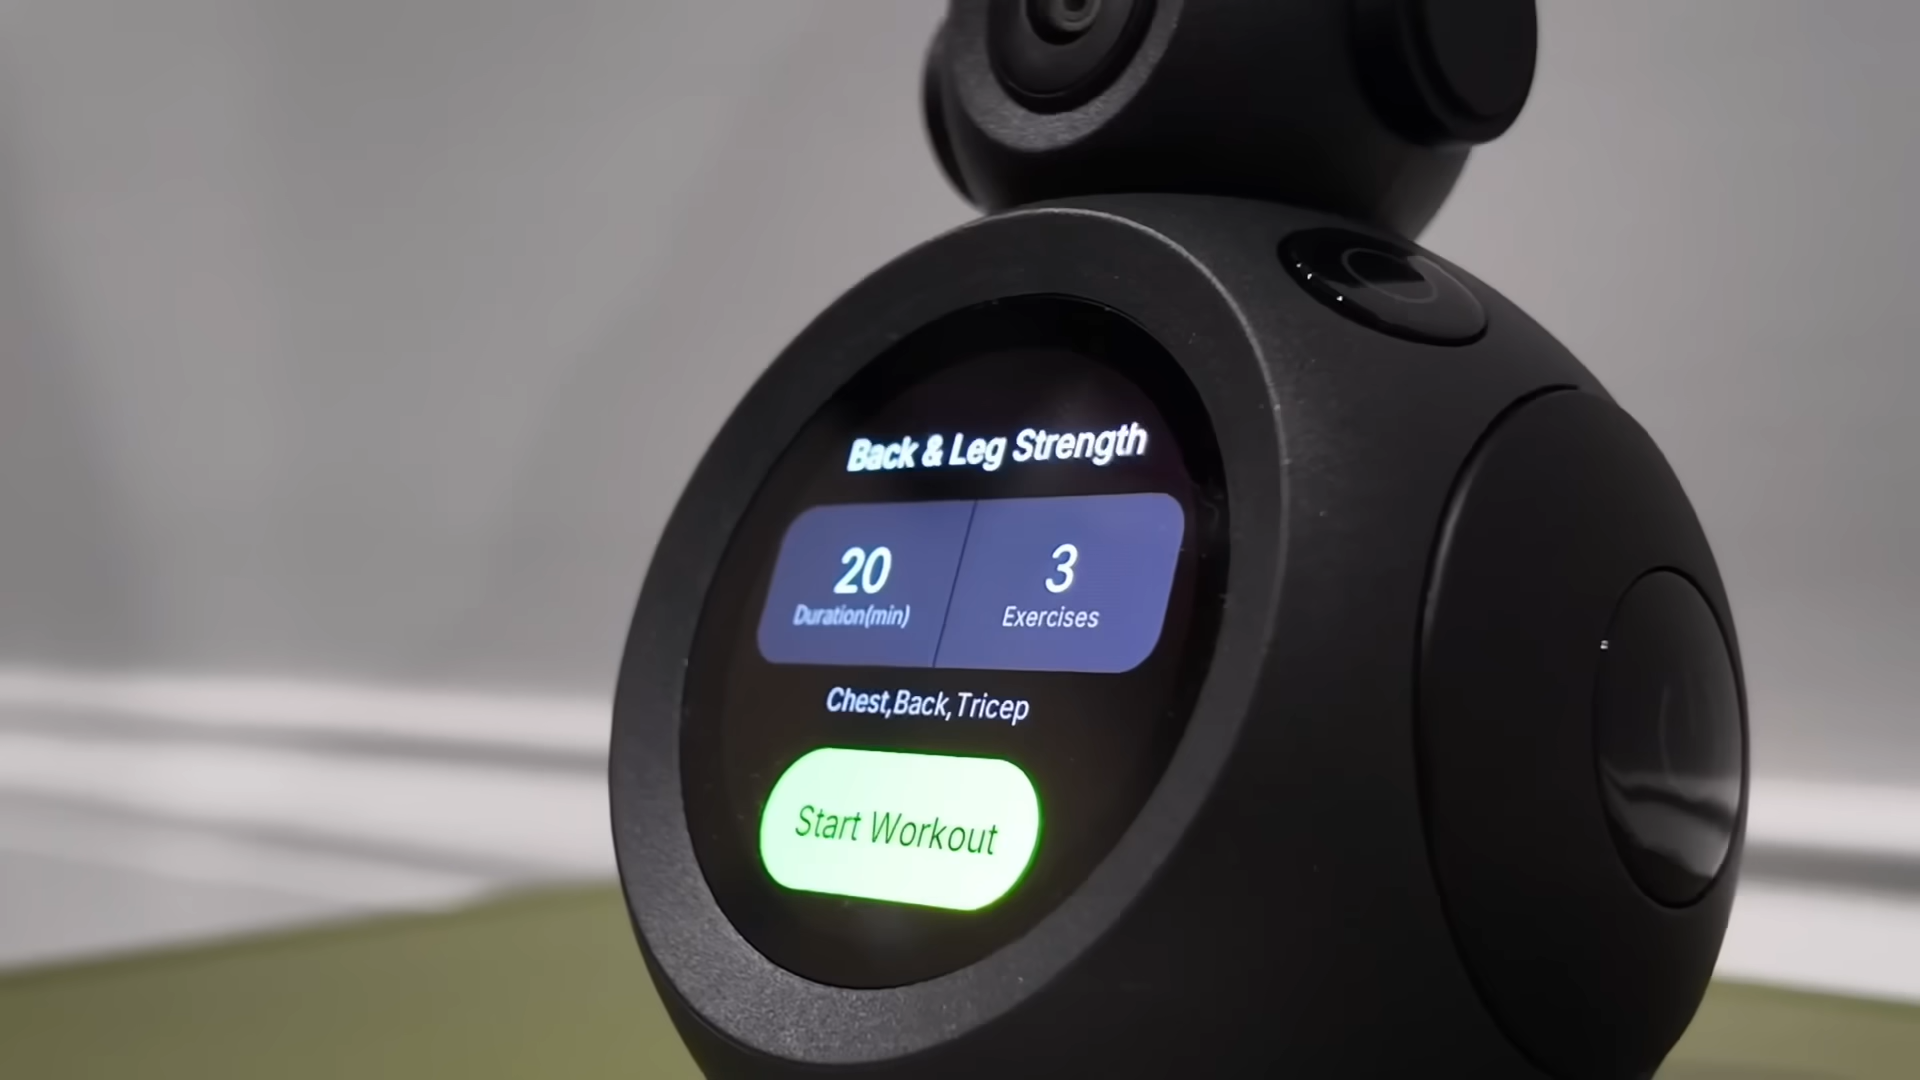 Back & Leg Strength
20
Duration(min)
3
Exercises
Chest,Back,Tricep
Start Workout